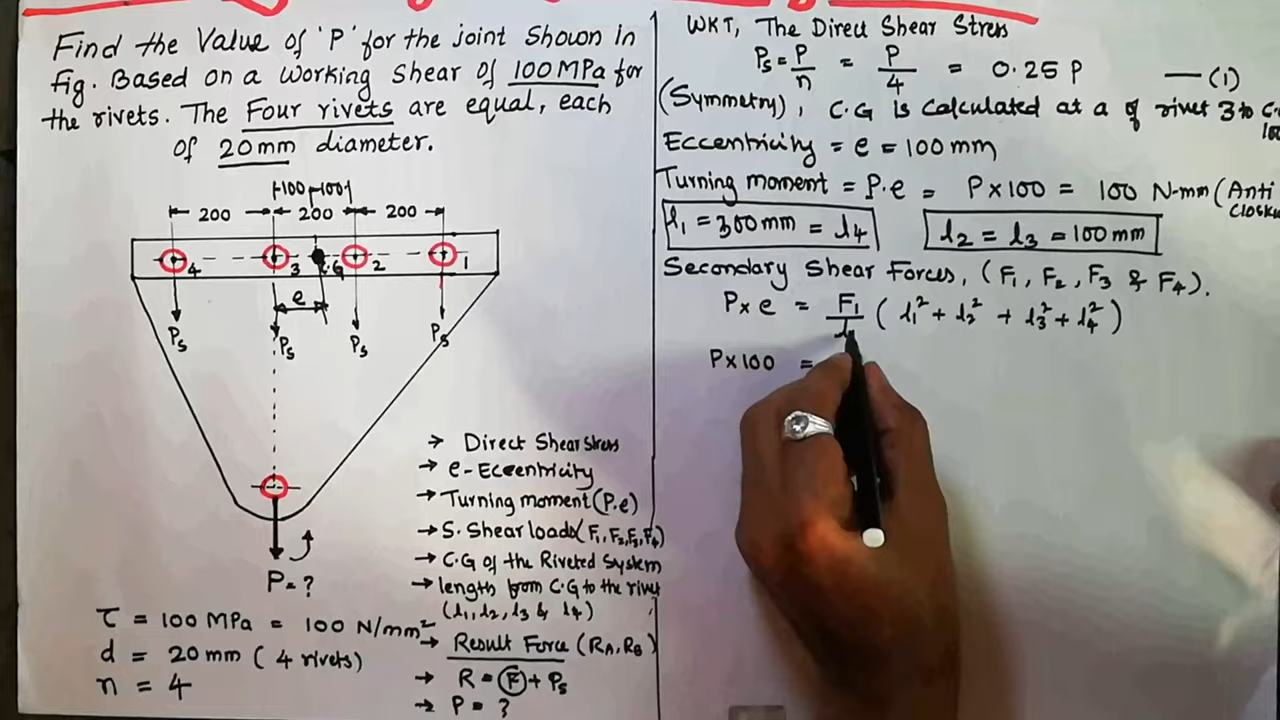 Find the Value of 'P' for the joint Shown in
Fig. Based on a Working Shear of 100 MPa for
the rivets. The Four rivets are equal, each
of 20mm diameter.
100 100
200 200 200
4 3 CG 2 1
e
Ps Ps Ps Ps
P = ?
τ = 100 MPa = 100 N/mm²
d = 20mm (4 rivets)
n = 4
→ Direct Shear Stress
→ e-Eccentricity
→ Turning moment (P.e)
→ S. Shear loads (F1, F2, F3, F4)
→ C.G of the Riveted System
→ length from C.G to the rivet
(l1, l2, l3 & l4)
→ Result Force (RA, RB)
→ R = F + Ps
→ P = ?
WKT, The Direct Shear Stress
Ps = P/n = P/4 = 0.25 P — (1)
(Symmetry), C.G is Calculated at a of rivet 3 to
Eccentricity = e = 100 mm
Turning moment = P.e = P×100 = 100 N-mm (Anti
l1 = 300mm = l4 l2 = l3 = 100 mm
Secondary Shear Forces, (F1, F2, F3 & F4).
P×e = F1/l1 (l1² + l2² + l3² + l4²)
P×100 =